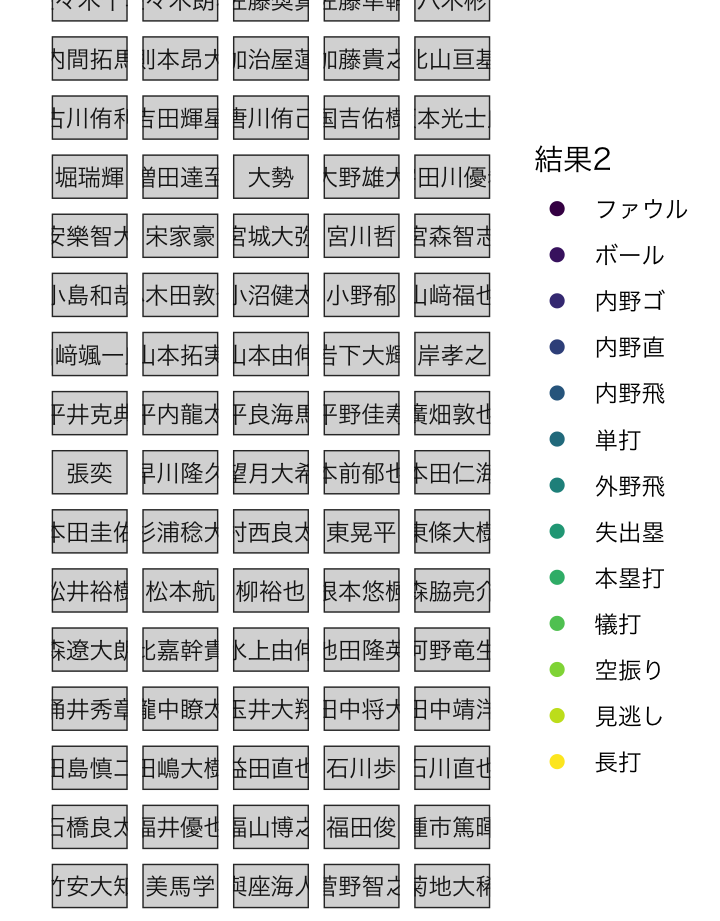 内間拓馬 則本昂大 加治屋蓮 加藤貴之 北山亘基
古川侑利 吉田輝星 唐川侑己 国吉佑樹 本光士
堀瑞輝 増田達至 大勢 大野雄大 田川優
安樂智大 宋家豪 宮城大弥 宮川哲 宮森智志
小島和哉 木田敦 小沼健太 小野郁 山﨑福也
﨑颯一 山本拓実 山本由伸 岩下大輝 岸孝之
平井克典 平内龍太 平良海馬 平野佳寿 廣畑敦也
張奕 早川隆久 望月大希 本前郁也 本田仁海
本田圭佑 杉浦稔大 村西良太 東晃平 東條大樹
松井裕樹 松本航 柳裕也 根本悠楓 森脇亮介
森遼大朗 比嘉幹貴 水上由伸 池田隆英 河野竜生
涌井秀章 瀧中瞭太 玉井大翔 田中将大 田中靖洋
田島慎二 田嶋大樹 益田直也 石川歩 石川直也
石橋良太 福井優也 福山博之 福田俊 種市篤暉
竹安大知 美馬学 與座海人 菅野智之 菊地大稀
結果2
ファウル
ボール
内野ゴ
内野直
内野飛
単打
外野飛
失出塁
本塁打
犠打
空振り
見逃し
長打